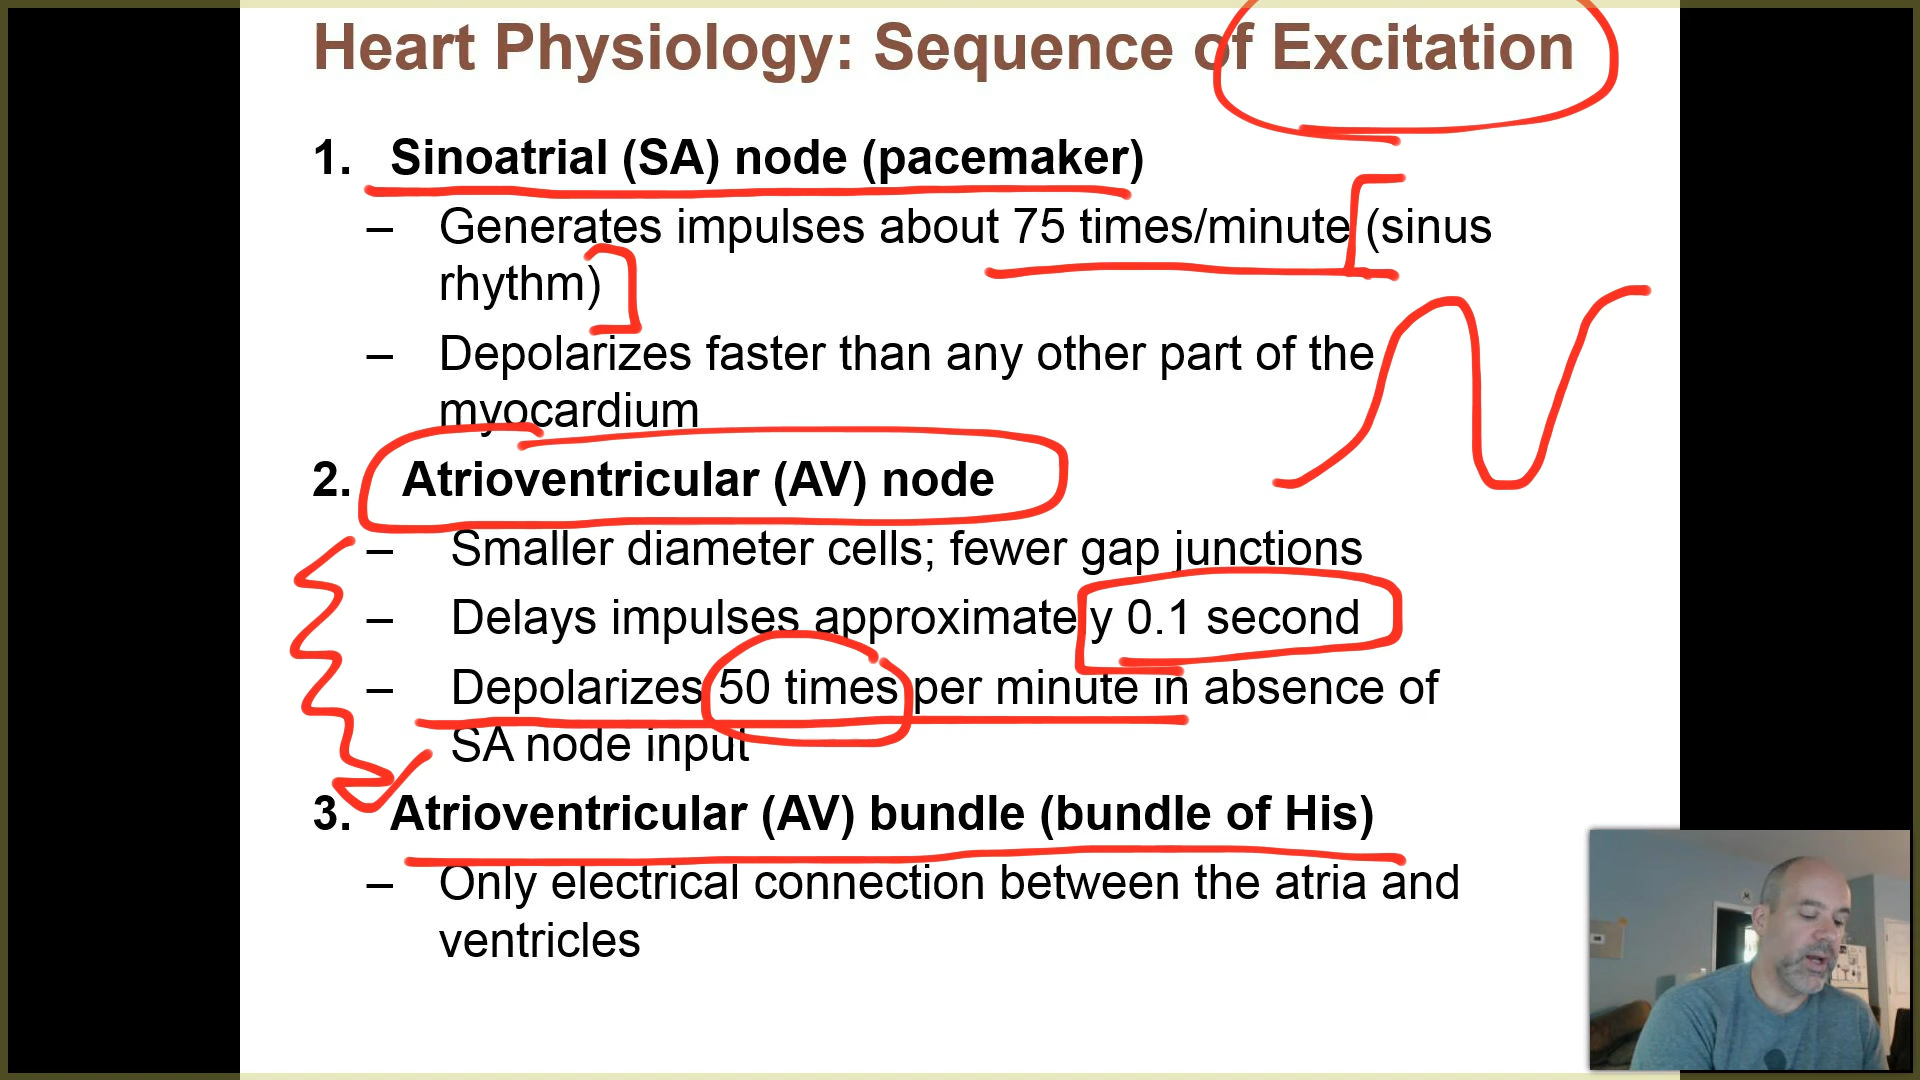 Heart Physiology: Sequence of Excitation
1. Sinoatrial (SA) node (pacemaker)
– Generates impulses about 75 times/minute (sinus
rhythm)
– Depolarizes faster than any other part of the
myocardium
2. Atrioventricular (AV) node
– Smaller diameter cells; fewer gap junctions
– Delays impulses approximately 0.1 second
– Depolarizes 50 times per minute in absence of
SA node input
3. Atrioventricular (AV) bundle (bundle of His)
– Only electrical connection between the atria and
ventricles